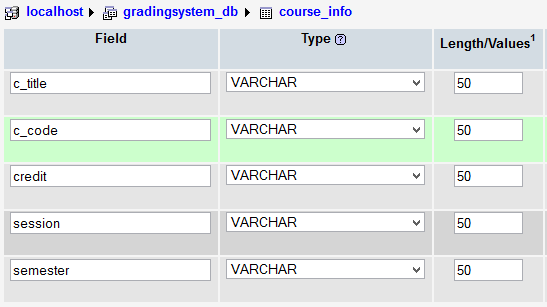 localhost gradingsystem_db course_info
Field Type Length/Values1
c_title VARCHAR 50
c_code VARCHAR 50
credit VARCHAR 50
session VARCHAR 50
semester VARCHAR 50